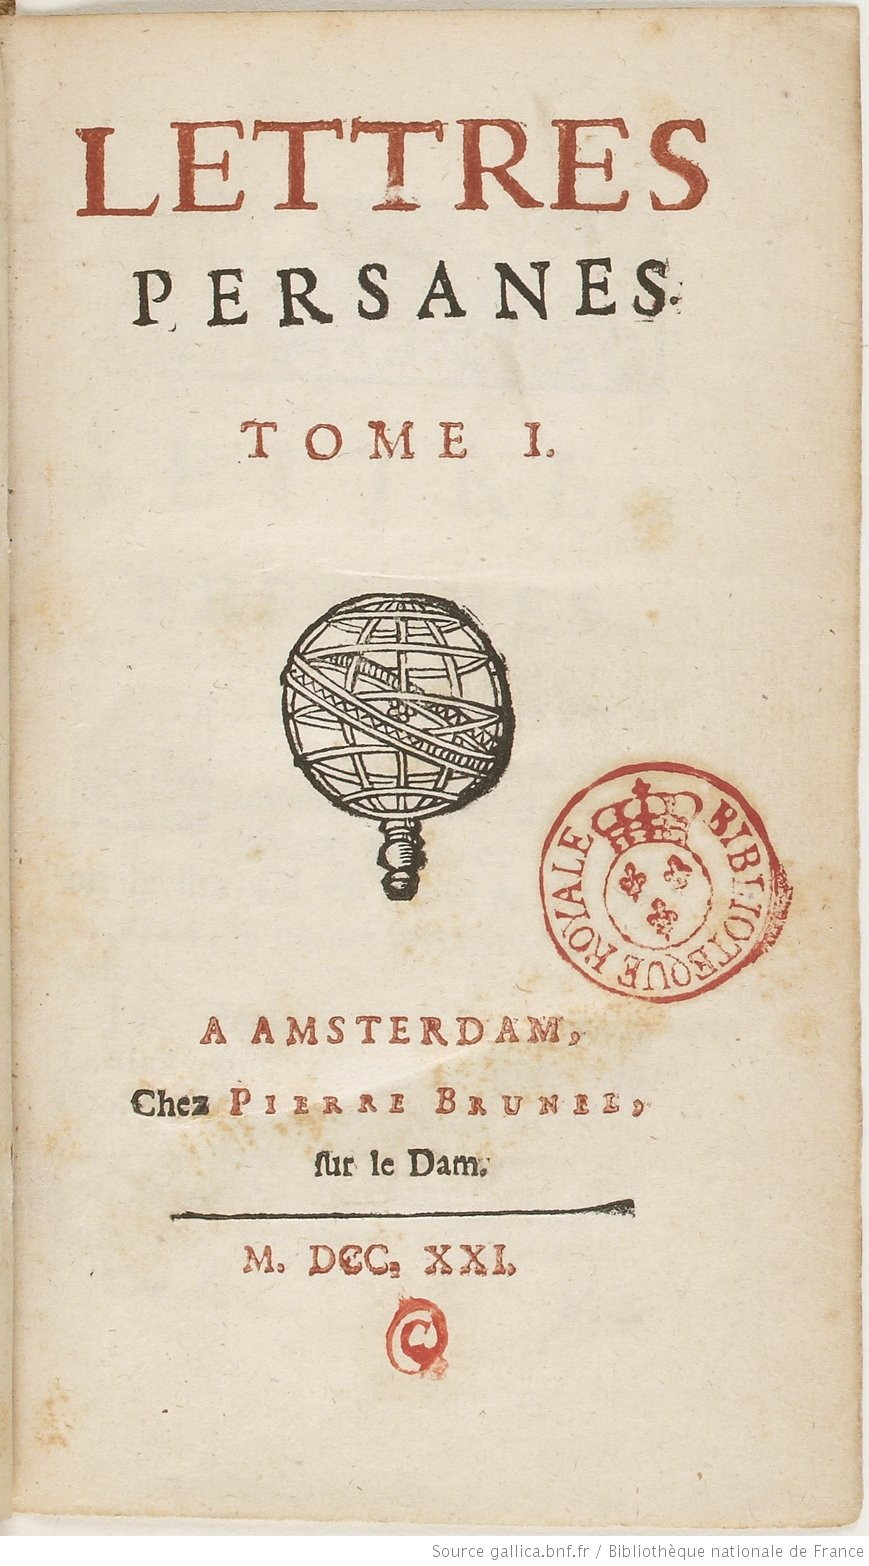 LETTRES
PERSANES.
TOME I.
BIBLIOTEQUE ROYALE
A AMSTERDAM,
Chez PIERRE BRUNEL,
ſur le Dam.
M. DCC. XXI.
C
Source gallica.bnf.fr / Bibliothèque nationale de France